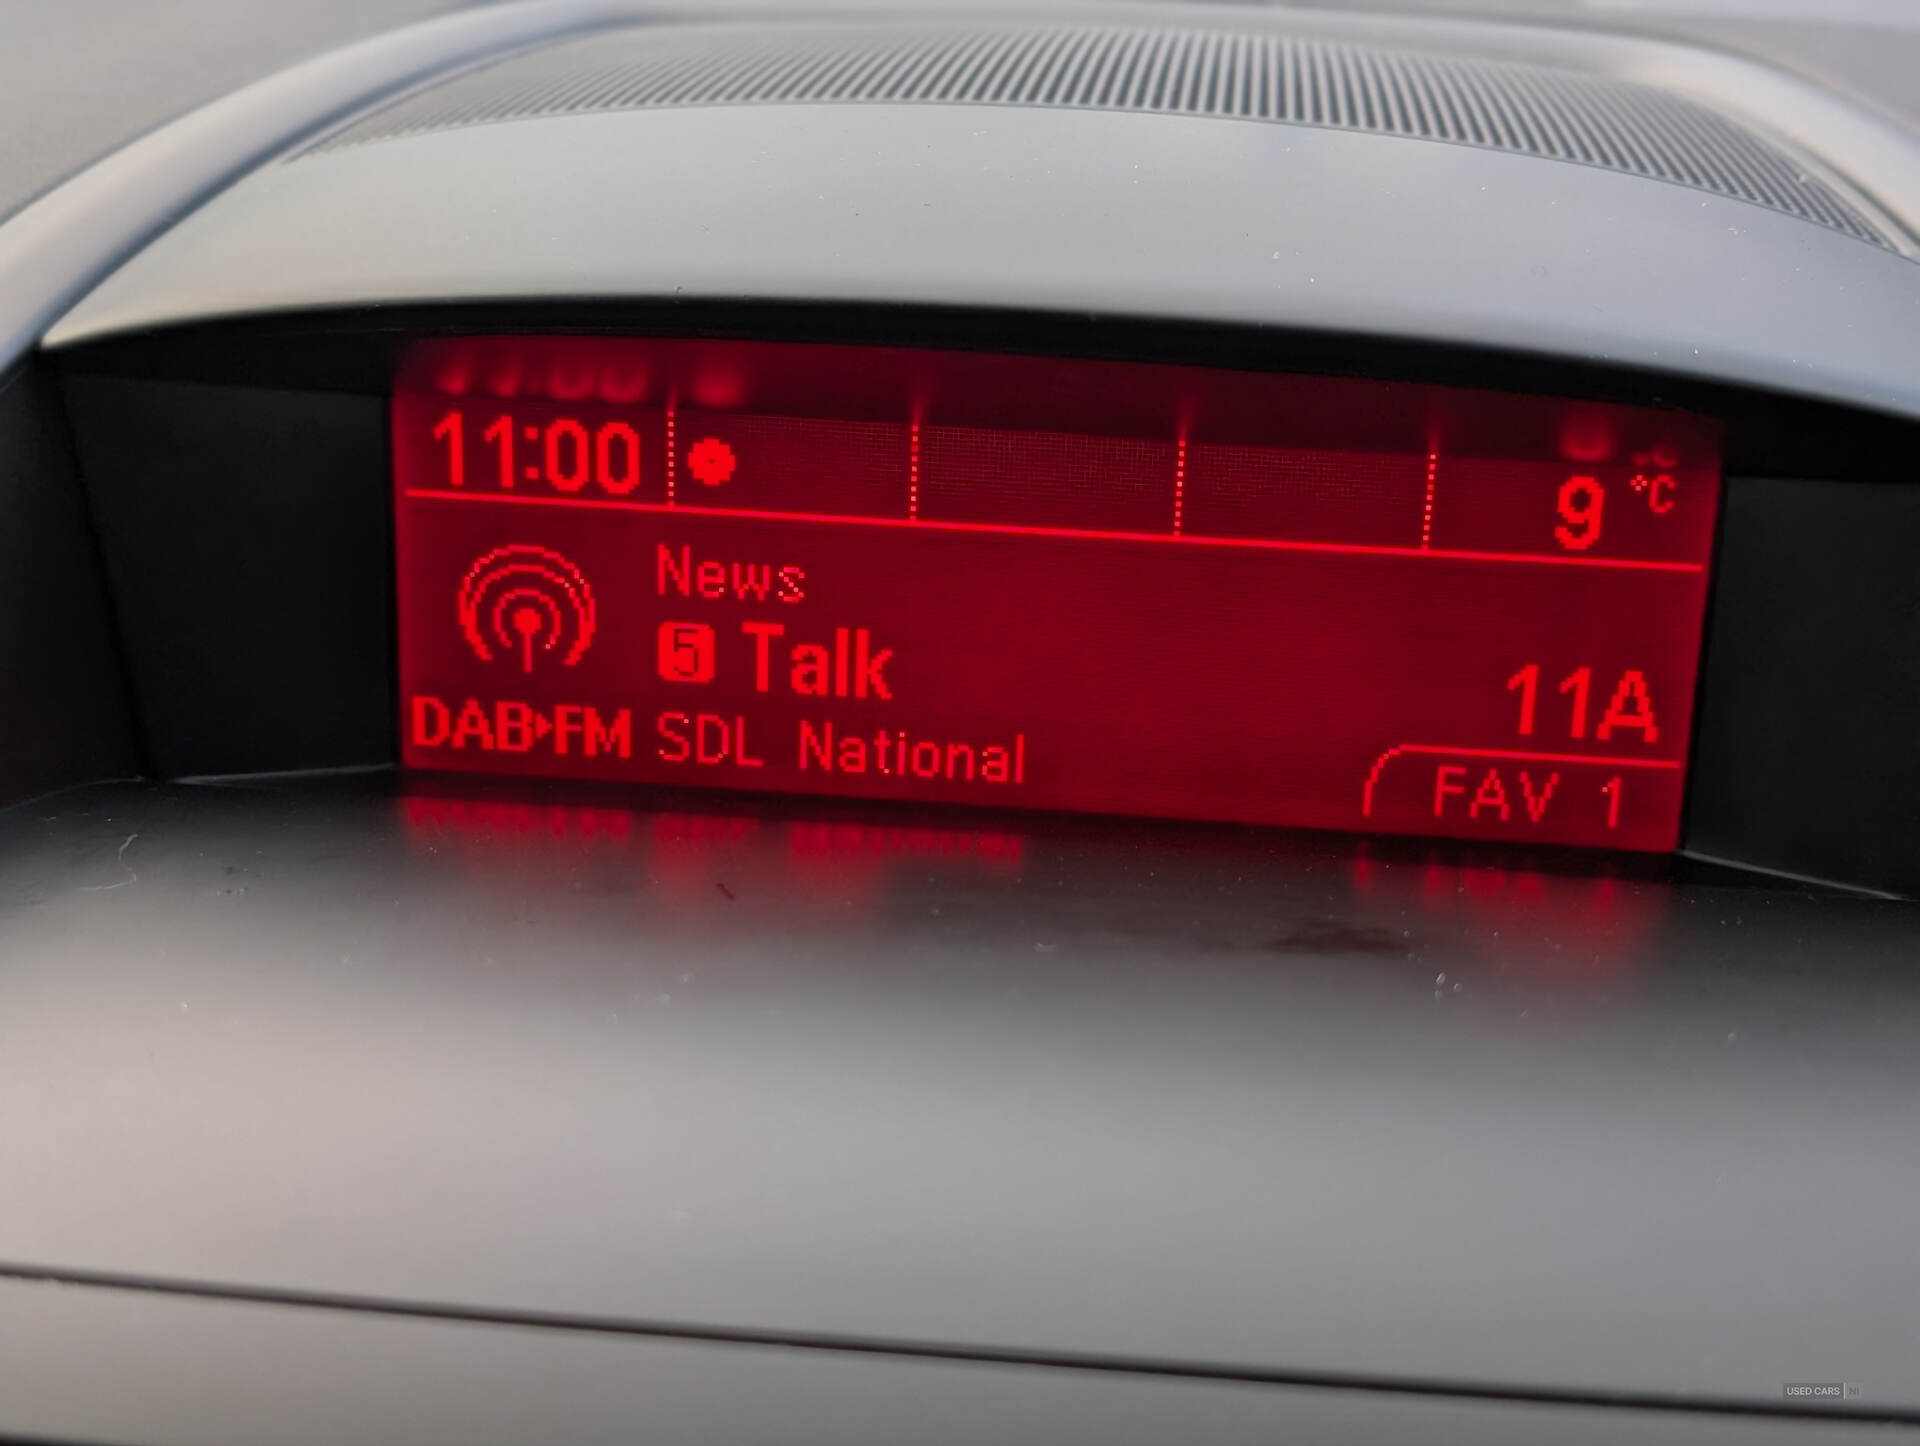 11:00 9 °C
News
5 Talk
11A
DAB▸FM SDL National
FAV 1
USED CARS NI